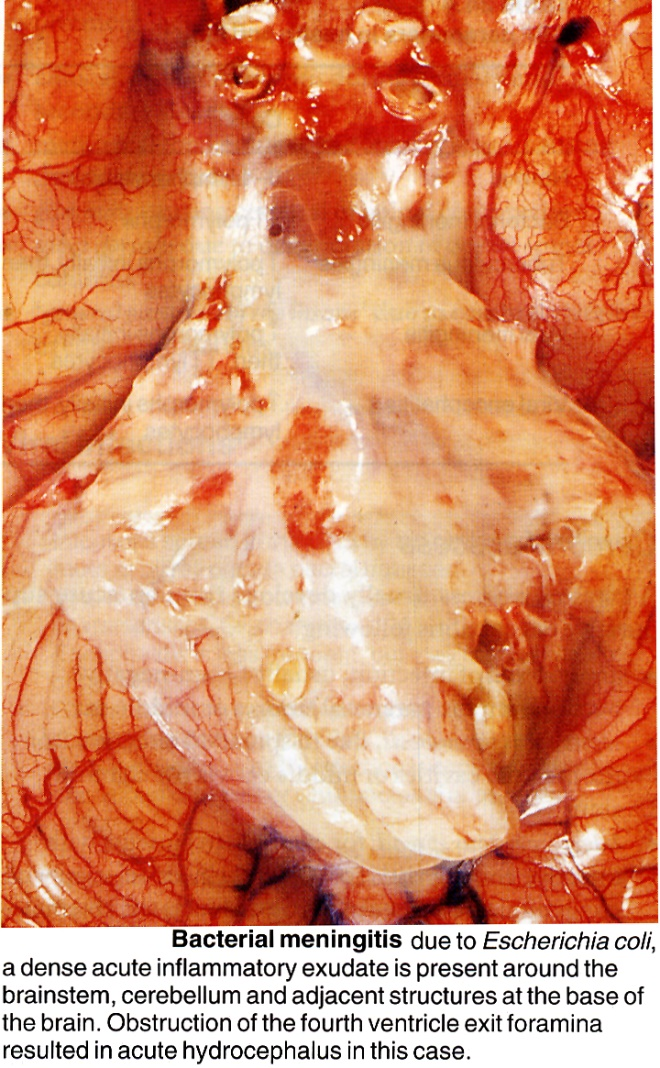 Bacterial meningitis due to Escherichia coli,
a dense acute inflammatory exudate is present around the
brainstem, cerebellum and adjacent structures at the base of
the brain. Obstruction of the fourth ventricle exit foramina
resulted in acute hydrocephalus in this case.